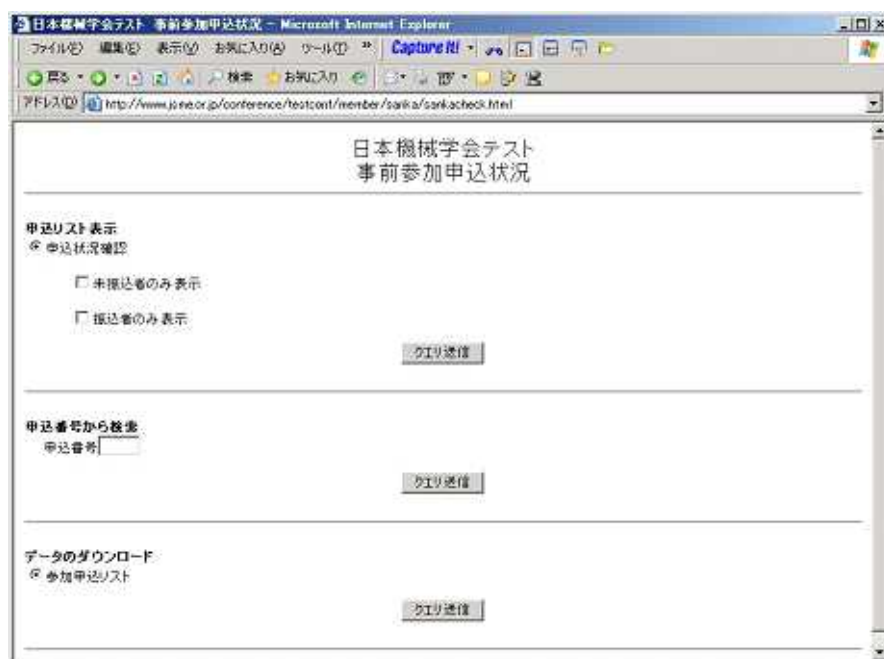 日本機械学会テスト 事前参加申込状況 - Microsoft Internet Explorer
ファイル(F) 編集(E) 表示(V) お気に入り(A) ツール(T) » Capture It!
戻る 検索 お気に入り
アドレス(D) http://www.jsme.or.jp/conference/testconf/member/sanka/sankacheck.html
日本機械学会テスト
事前参加申込状況
申込リスト表示
申込状況確認
未振込者のみ表示
振込者のみ表示
クエリ送信
申込番号から検索
申込番号
クエリ送信
データのダウンロード
参加申込リスト
クエリ送信